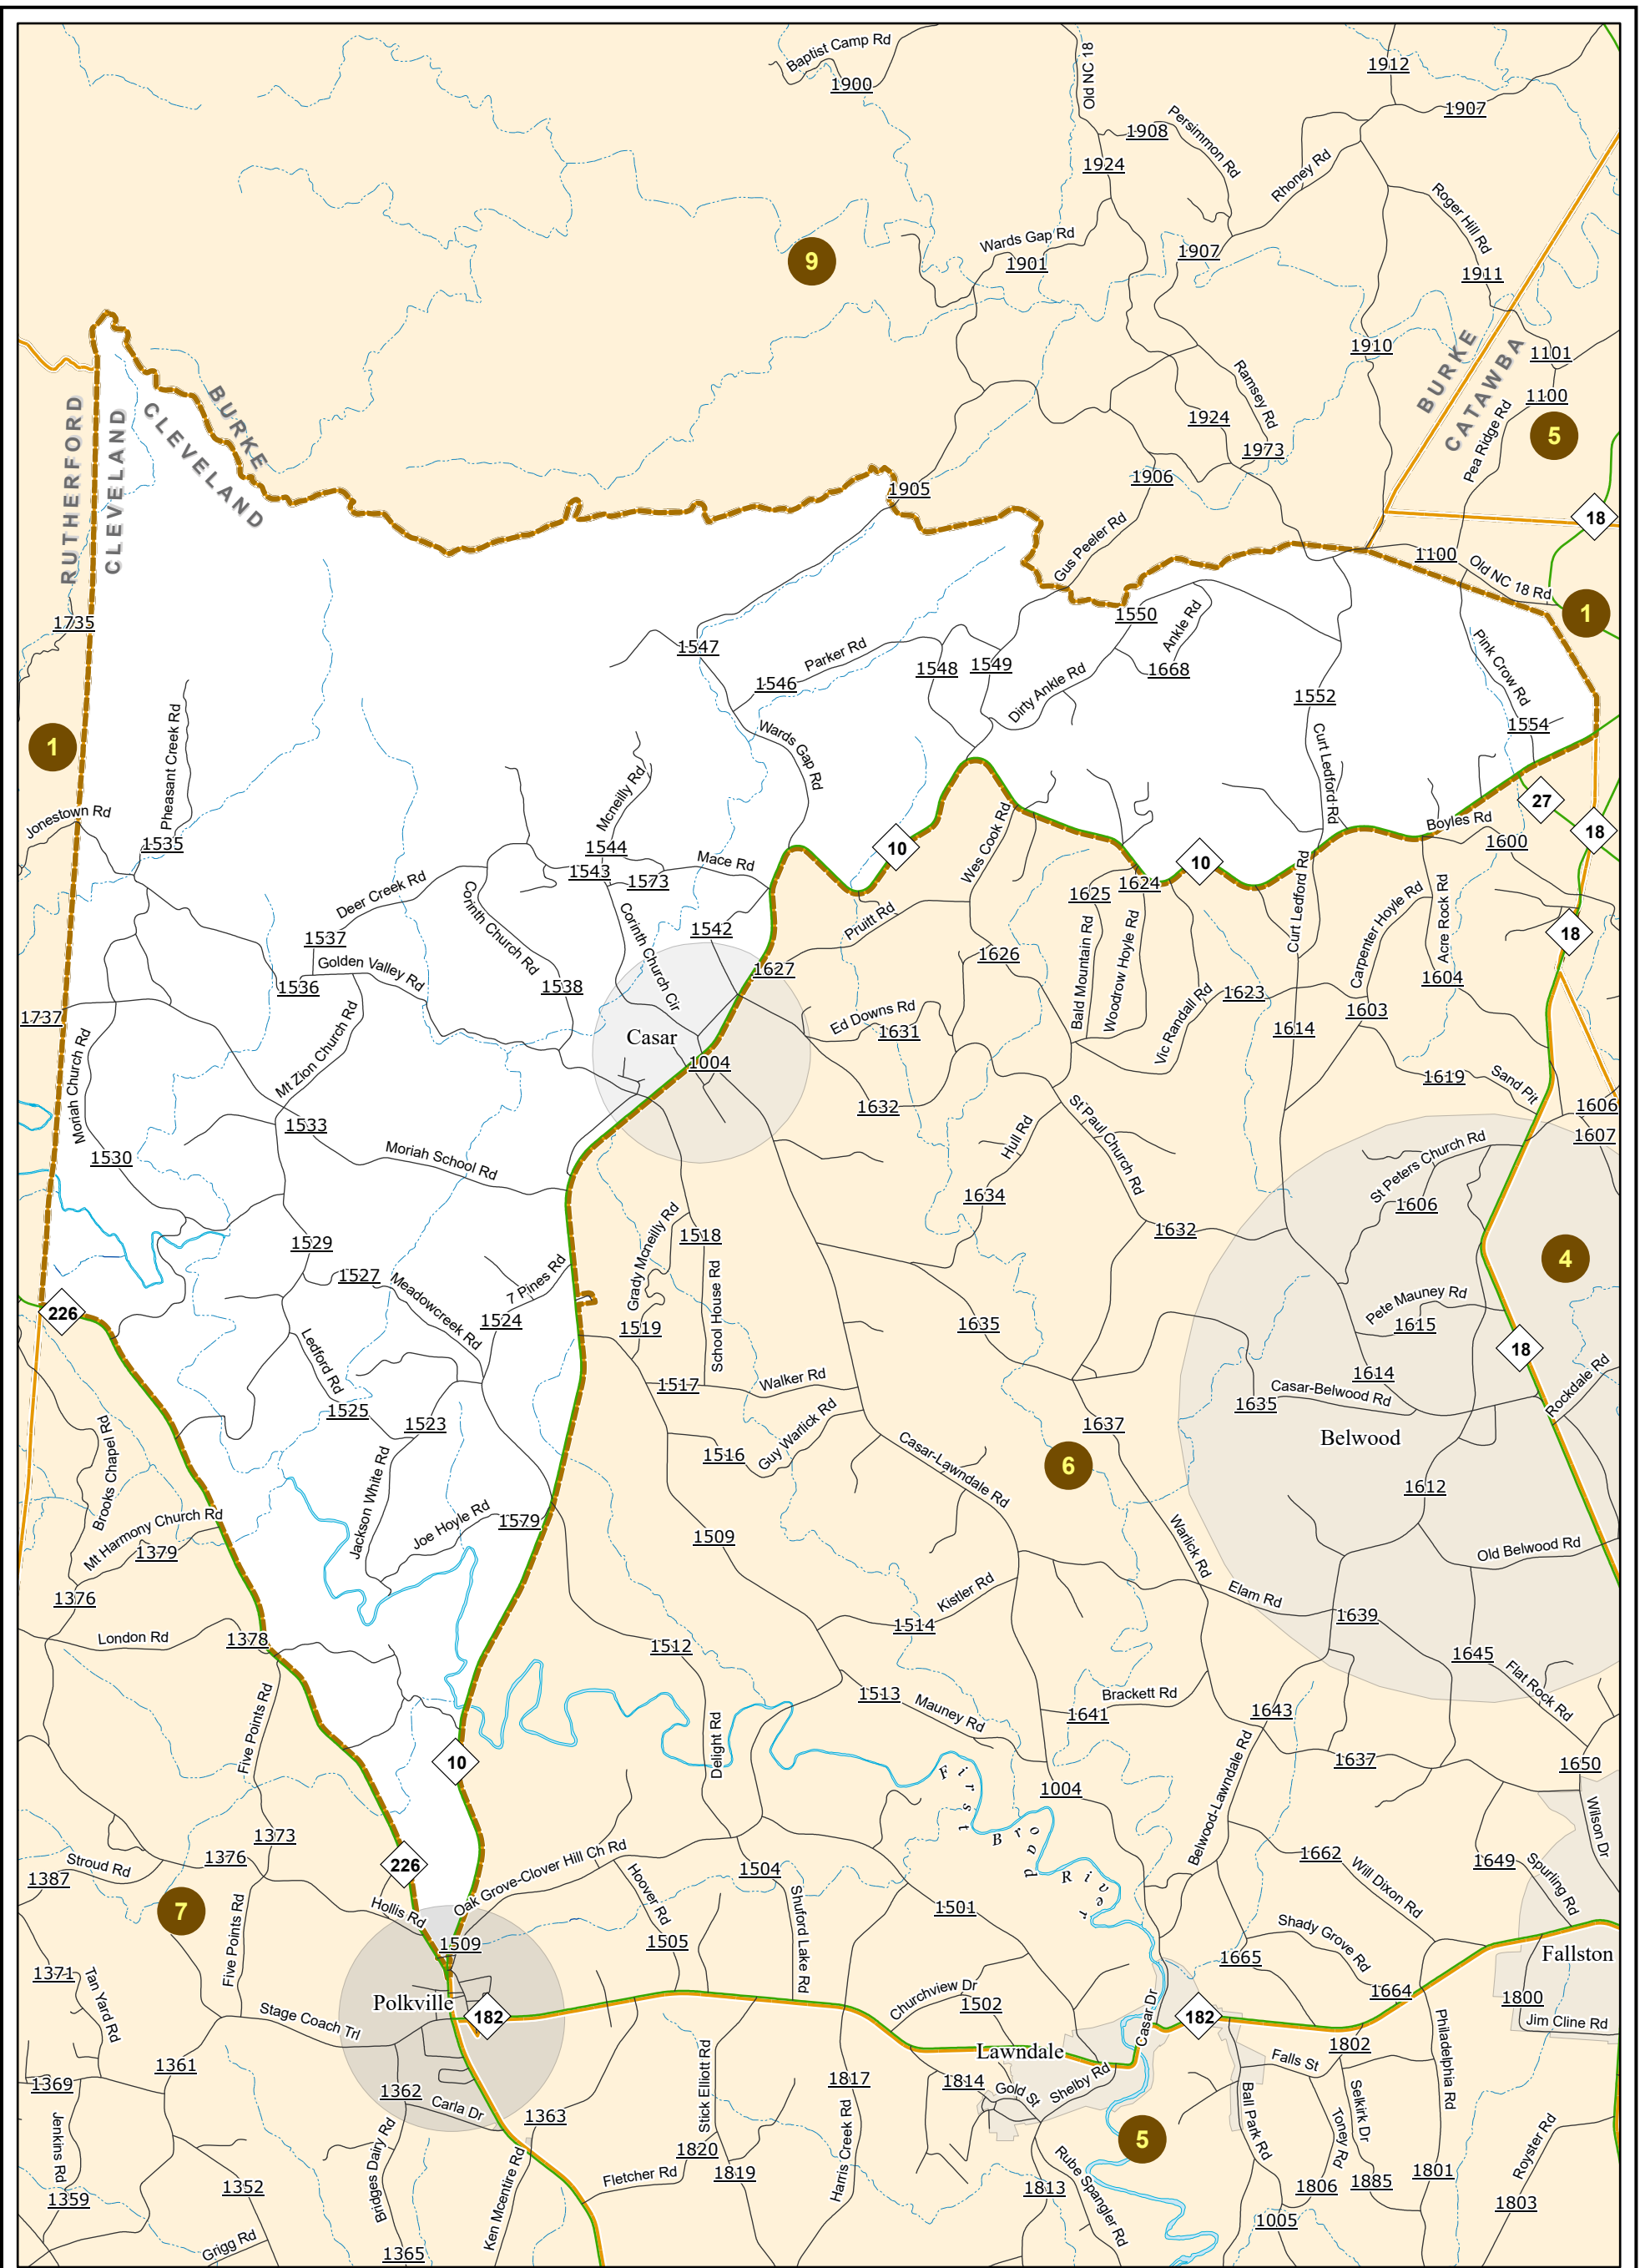 Baptist Camp Rd
1900
Old NC 18
1912
1907
1908
Persimmon Rd
1924
Rhoney Rd
Roger Hill Rd
Wards Gap Rd
1901
1907
1911
9
1910
BURKE
CATAWBA
1101
1100
Ramsey Rd
1924
1973
Pea Ridge Rd
5
RUTHERFORD
CLEVELAND
BURKE
CLEVELAND
1905
1906
18
Gus Peeler Rd
1100
Old NC 18 Rd
1
1735
1547
Parker Rd
1546
1548
1549
1550
Ankle Rd
1668
Dirty Ankle Rd
1552
Pink Crow Rd
1554
1
Pheasant Creek Rd
Wards Gap Rd
Curt Ledford Rd
Jonestown Rd
1535
Mcneilly Rd
1544
1543
1573
Mace Rd
10
Wes Cook Rd
10
27
18
Boyles Rd
1600
Deer Creek Rd
Corinth Church Rd
Corinth Church Cir
1537
Golden Valley Rd
1536
1538
1542
Pruitt Rd
1625
1624
Curt Ledford Rd
Carpenter Hoyle Rd
Acre Rock Rd
18
1627
1626
Bald Mountain Rd
Woodrow Hoyle Rd
Vic Randall Rd
1623
1604
1603
1614
1737
Moriah Church Rd
Mt Zion Church Rd
Casar
1004
Ed Downs Rd
1631
1632
1619
Sand Pit
1606
1607
1533
1530
Moriah School Rd
Hull Rd
St Paul Church Rd
St Peters Church Rd
1606
1634
1632
1529
1527
Meadowcreek Rd
7 Pines Rd
1524
Grady Mcneilly Rd
1518
School House Rd
1519
4
226
1635
Pete Mauney Rd
1615
18
Ledford Rd
1525
1523
1517
Walker Rd
1614
Casar-Belwood Rd
1635
Rockdale Rd
Belwood
1637
Brooks Chapel Rd
1516
Guy Warlick Rd
Casar-Lawndale Rd
6
1612
Jackson White Rd
Joe Hoyle Rd
1579
Mt Harmony Church Rd
1379
1509
Warlick Rd
Old Belwood Rd
1376
Kistler Rd
1514
Elam Rd
1639
London Rd
1378
1512
1645
Flat Rock Rd
Five Points Rd
1513
Mauney Rd
Brackett Rd
1641
1643
10
Delight Rd
First Broad River
1004
Belwood-Lawndale Rd
1637
1650
Wilson Dr
1373
1376
Stroud Rd
1387
226
Oak Grove-Clover Hill Ch Rd
1504
1662
Will Dixon Rd
1649
Spurling Rd
7
Hollis Rd
Hoover Rd
Shuford Lake Rd
1501
Five Points Rd
1509
1505
Shady Grove Rd
1665
Fallston
1371
Tan Yard Rd
Polkville
182
Churchview Dr
1502
Casar Dr
182
1664
1800
Jim Cline Rd
Stage Coach Trl
Lawndale
1802
Falls St
Philadelphia Rd
1361
1369
1362
Carla Dr
1363
Stick Elliott Rd
1817
1814
Gold St
Shelby Rd
Ball Park Rd
Selkirk Dr
Toney Rd
Jenkins Rd
Bridges Dairy Rd
Ken Mcentire Rd
1820
Fletcher Rd
1819
Harris Creek Rd
5
Rube Spangler Rd
1813
Royster Rd
1801
1885
1806
1803
1359
1352
1005
Grigg Rd
1365